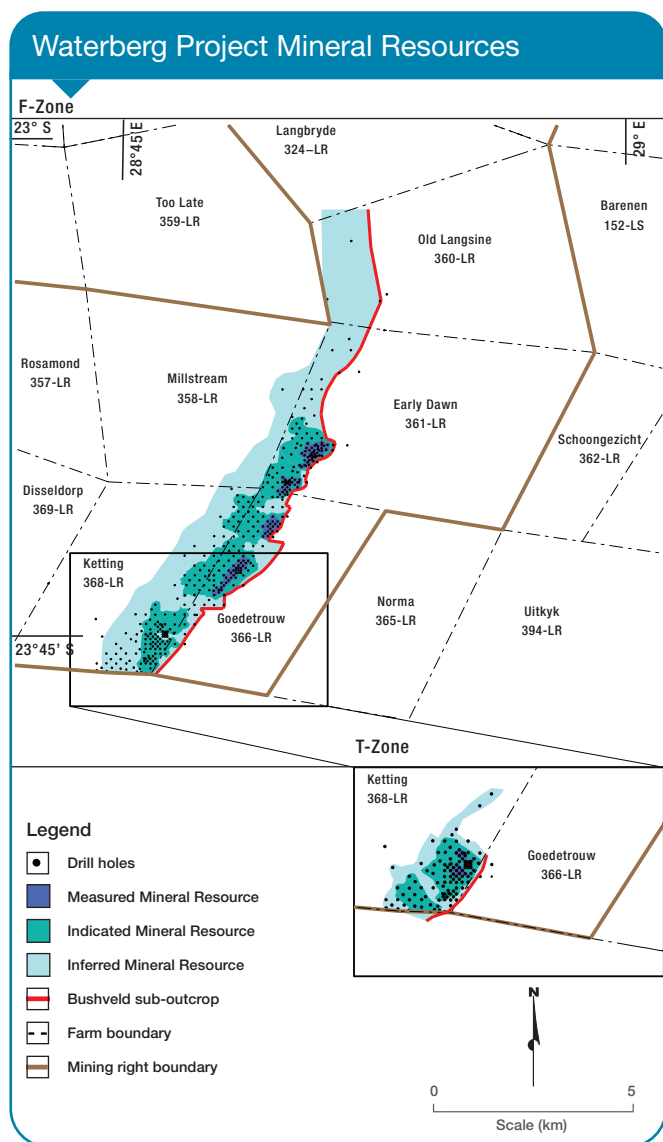 Waterberg Project Mineral Resources
F-Zone
23° S
28°45' E
29° E
Langbryde
324–LR
Too Late
359-LR
Old Langsine
360-LR
Barenen
152-LS
Rosamond
357-LR
Millstream
358-LR
Early Dawn
361-LR
Schoongezicht
362-LR
Disseldorp
369-LR
Ketting
368-LR
Goedetrouw
366-LR
Norma
365-LR
Uitkyk
394-LR
23°45' S
T-Zone
Ketting
368-LR
Goedetrouw
366-LR
Legend
Drill holes
Measured Mineral Resource
Indicated Mineral Resource
Inferred Mineral Resource
Bushveld sub-outcrop
Farm boundary
Mining right boundary
N
0 5
Scale (km)